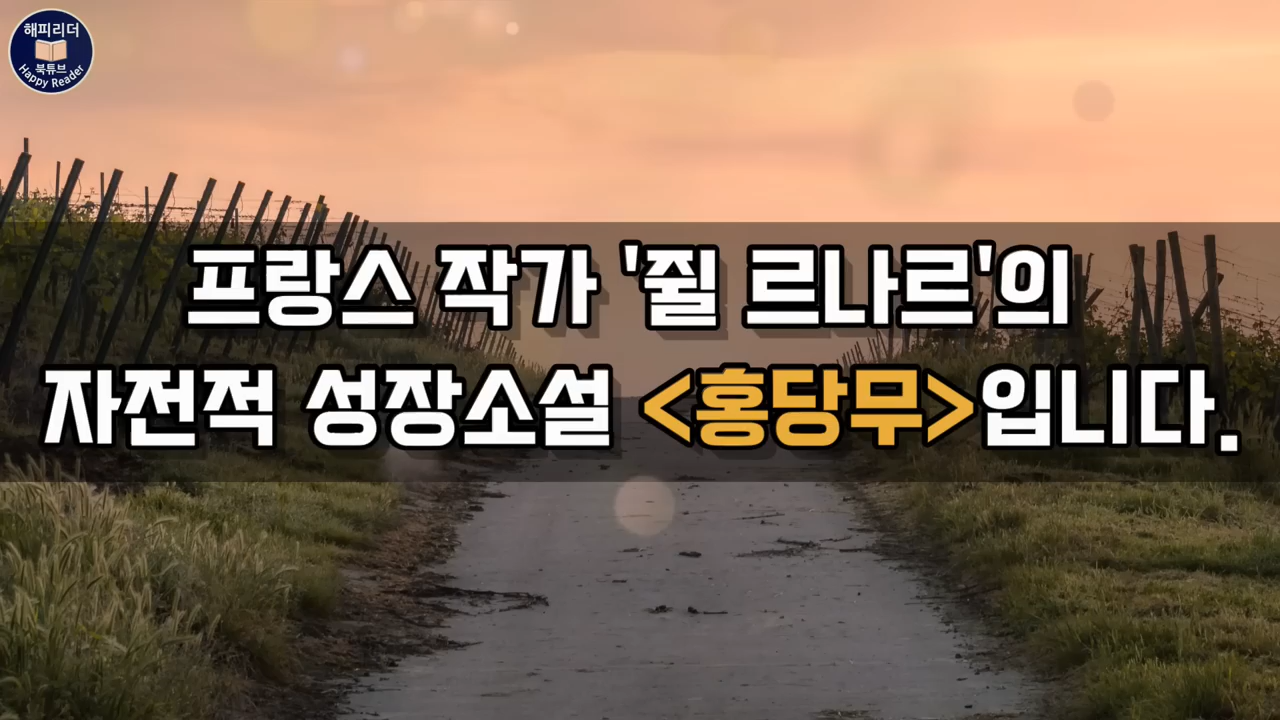 해피리더
북튜브
Happy Reader
프랑스 작가 '쥘 르나르'의
자전적 성장소설 <홍당무>입니다.